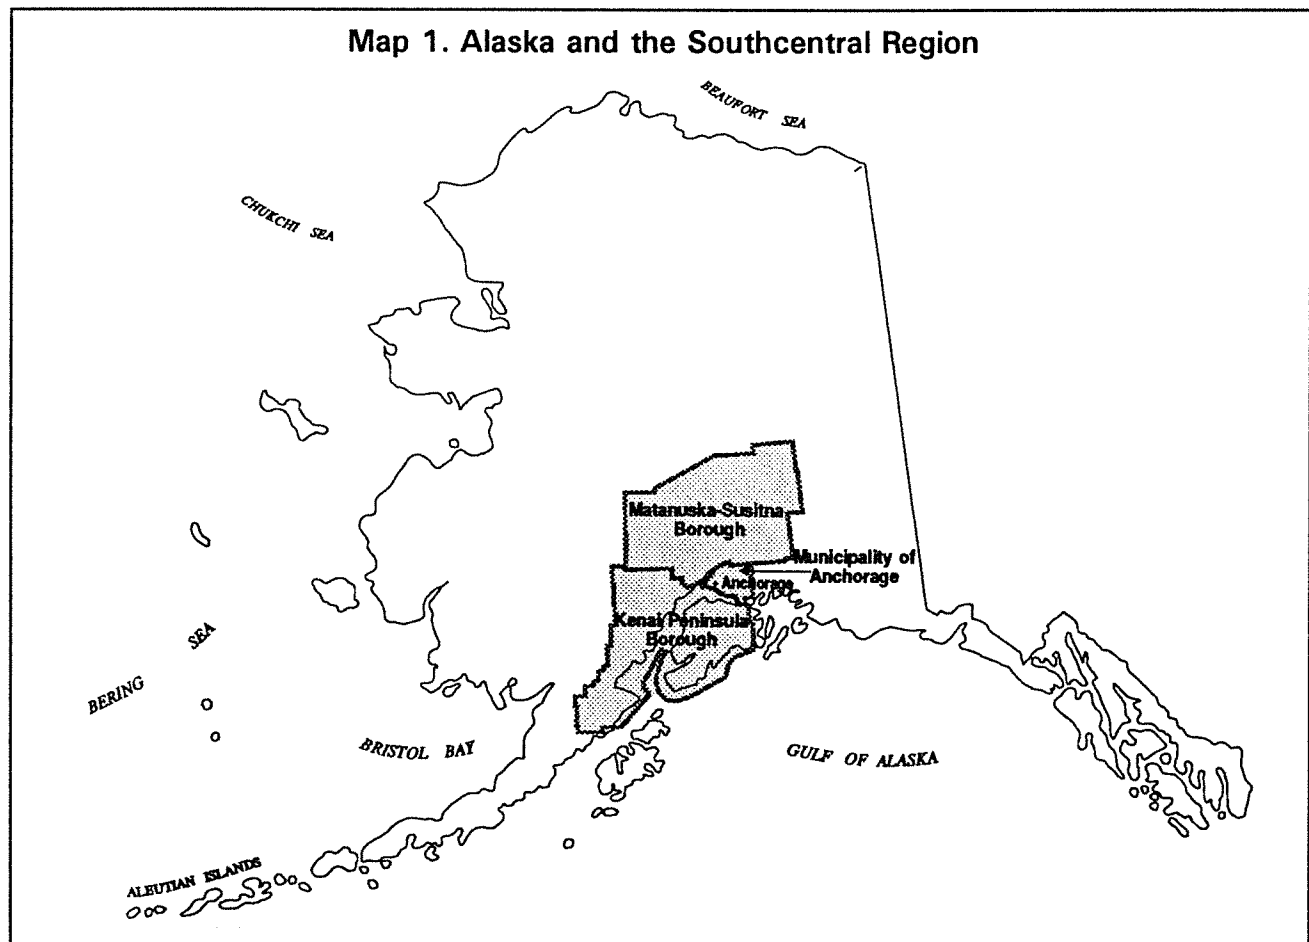 Map 1. Alaska and the Southcentral Region
BEAUFORT SEA
CHUKCHI SEA
Matanuska-Susitna
Borough
Municipality of
Anchorage
Anchorage
Kenai Peninsula
Borough
BERING SEA
BRISTOL BAY
GULF OF ALASKA
ALEUTIAN ISLANDS